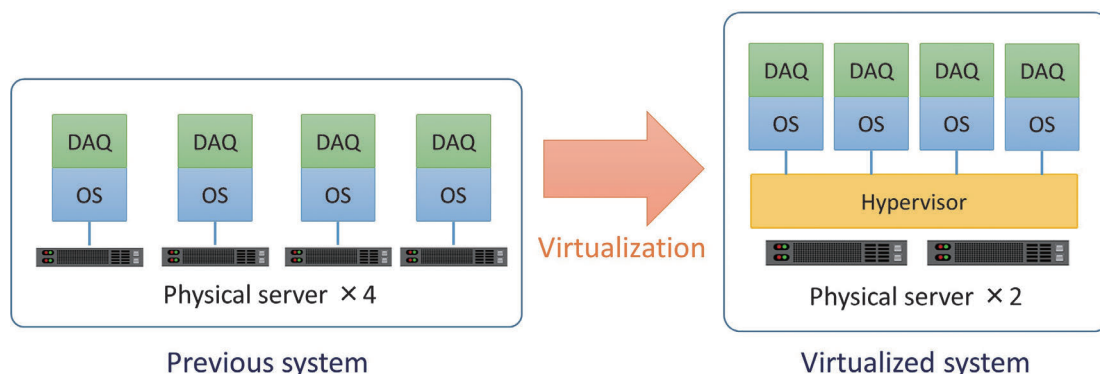 DAQ DAQ DAQ DAQ
OS OS OS OS
Physical server ×4
Previous system
Virtualization
DAQ DAQ DAQ DAQ
OS OS OS OS
Hypervisor
Physical server ×2
Virtualized system